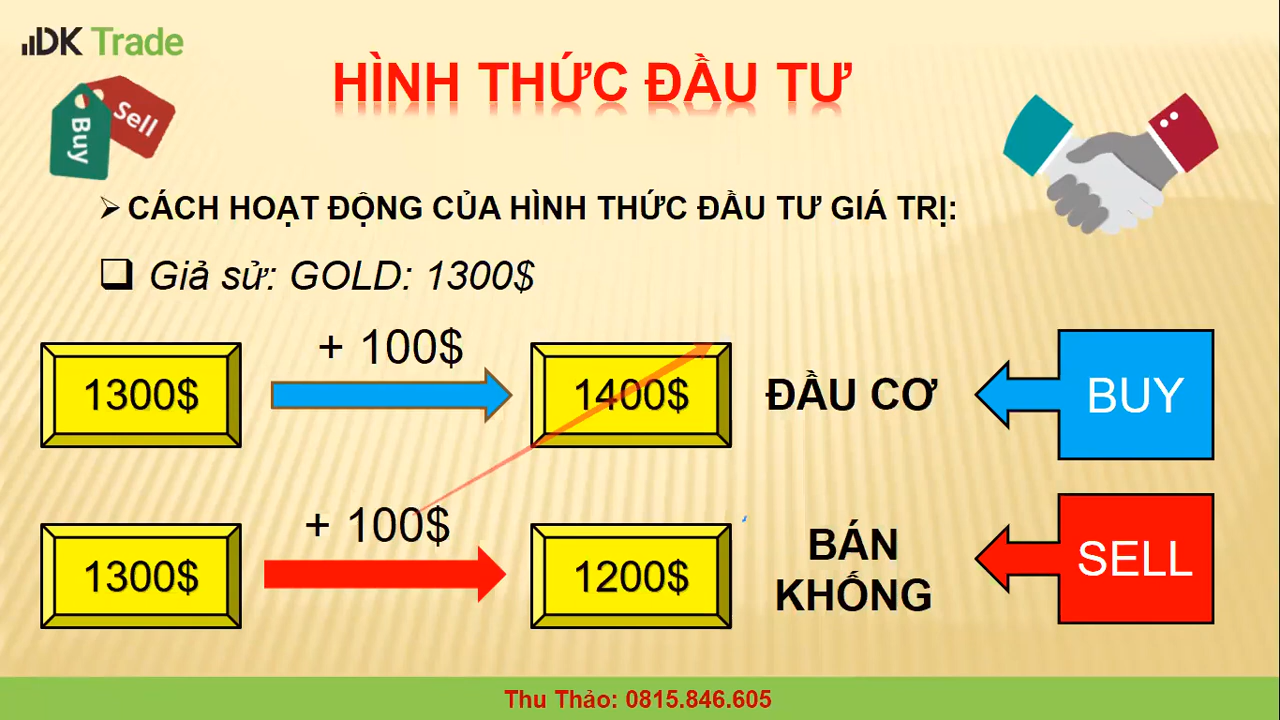 DK Trade
Buy
Sell
HÌNH THỨC ĐẦU TƯ
CÁCH HOẠT ĐỘNG CỦA HÌNH THỨC ĐẦU TƯ GIÁ TRỊ:
Giả sử: GOLD: 1300$
+ 100$
1300$
1400$
ĐẦU CƠ
BUY
+ 100$
1300$
1200$
BÁN
KHỐNG
SELL
Thu Thảo: 0815.846.605